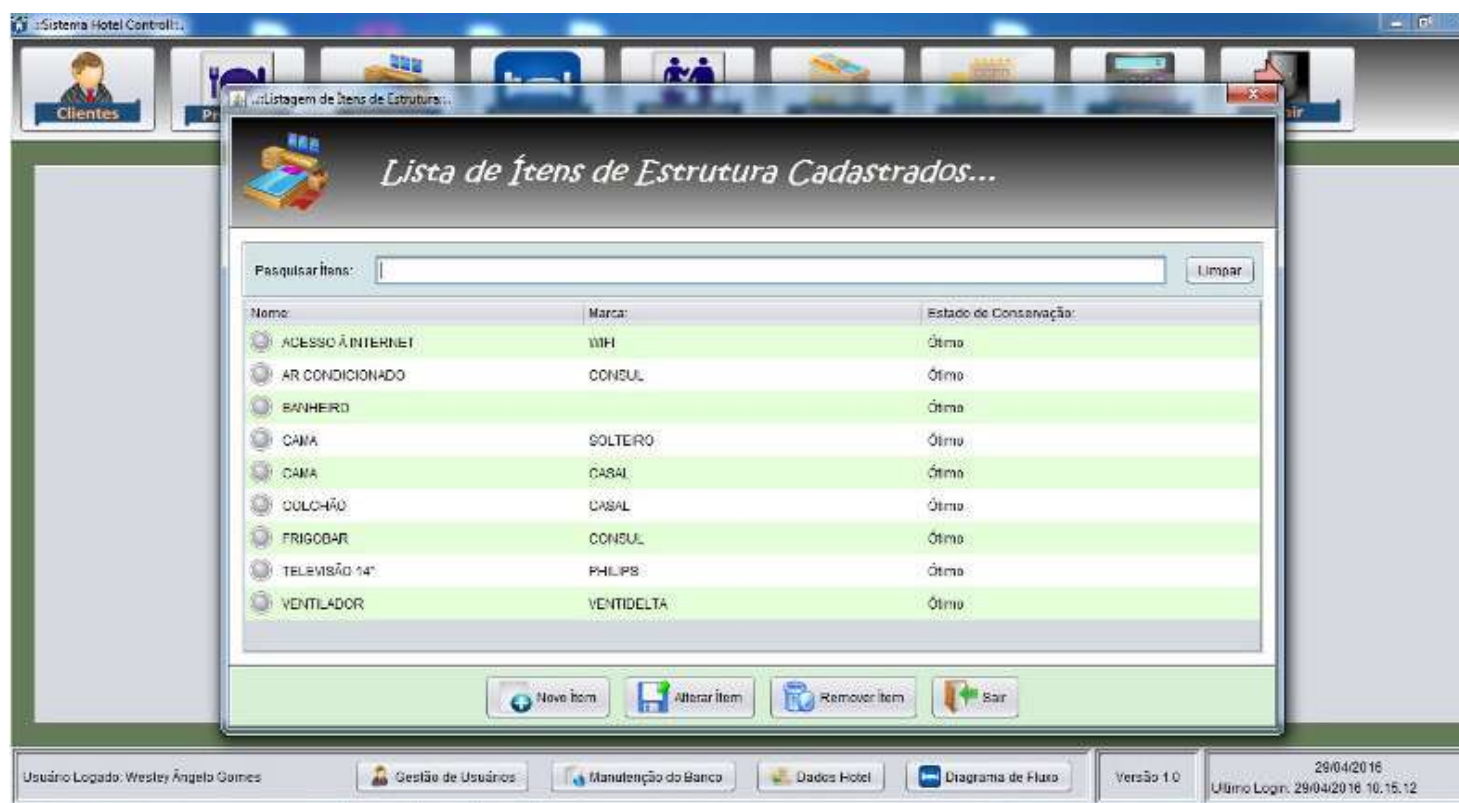 ..:Sistema Hotel Controll:..
Clientes
..:Listagem de Ítens de Estrutura:..
Lista de Ítens de Estrutura Cadastrados...
Pesquisar Ítens:
Limpar
Nome: Marca: Estado de Conservação:
ACESSO À INTERNET WIFI Ótimo
AR CONDICIONADO CONSUL Ótimo
BANHEIRO Ótimo
CAMA SOLTEIRO Ótimo
CAMA CASAL Ótimo
COLCHÃO CASAL Ótimo
FRIGOBAR CONSUL Ótimo
TELEVISÃO 14" PHILIPS Ótimo
VENTILADOR VENTIDELTA Ótimo
Novo Ítem Alterar Ítem Remover Ítem Sair
Usuário Logado: Wesley Ângelo Gomes Gestão de Usuários Manutenção do Banco Dados Hotel Diagrama de Fluxo Versão 1.0
29/04/2016
Ultimo Login: 29/04/2016 10.15.12